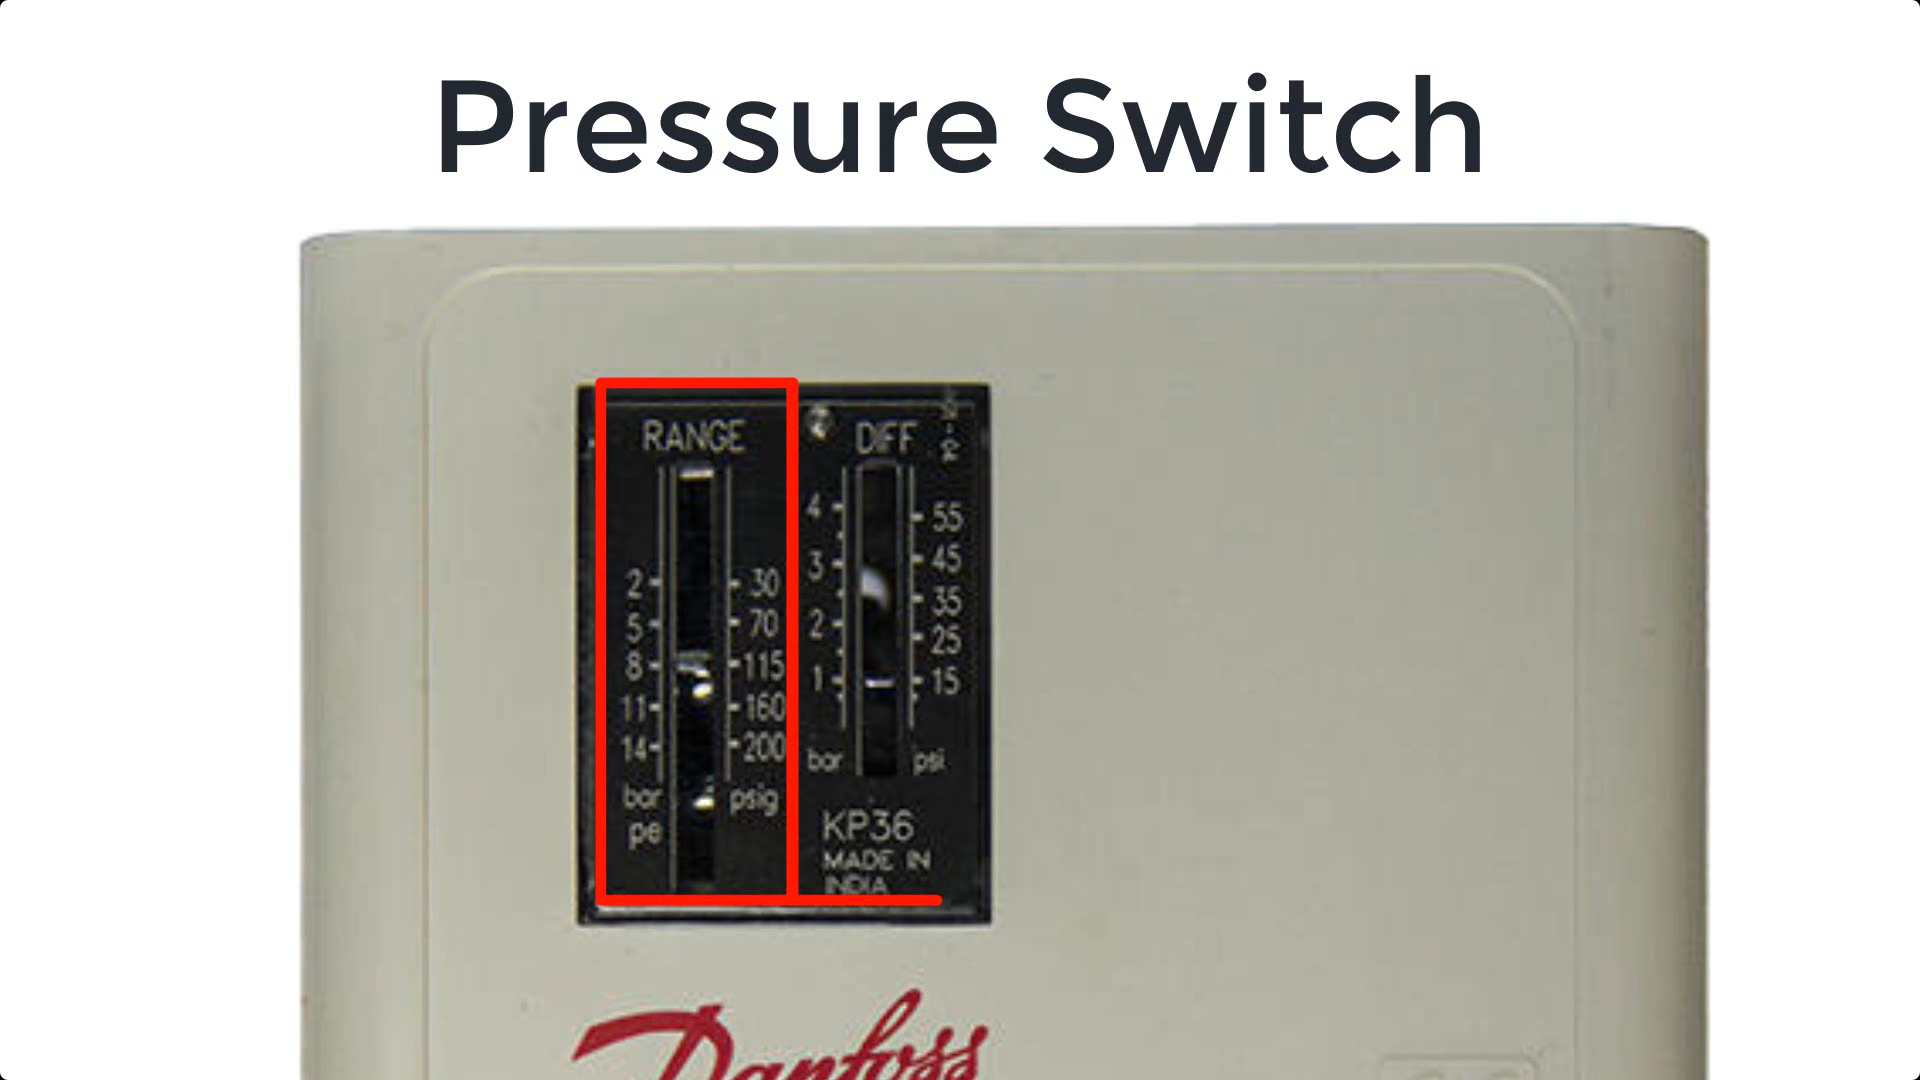 Pressure Switch
RANGE
2 30
5 70
8 115
11 160
14 200
bar psig
pe
DIFF
4 55
3 45
35
2 25
1 15
bar psi
KP36
MADE IN
INDIA
Danfoss